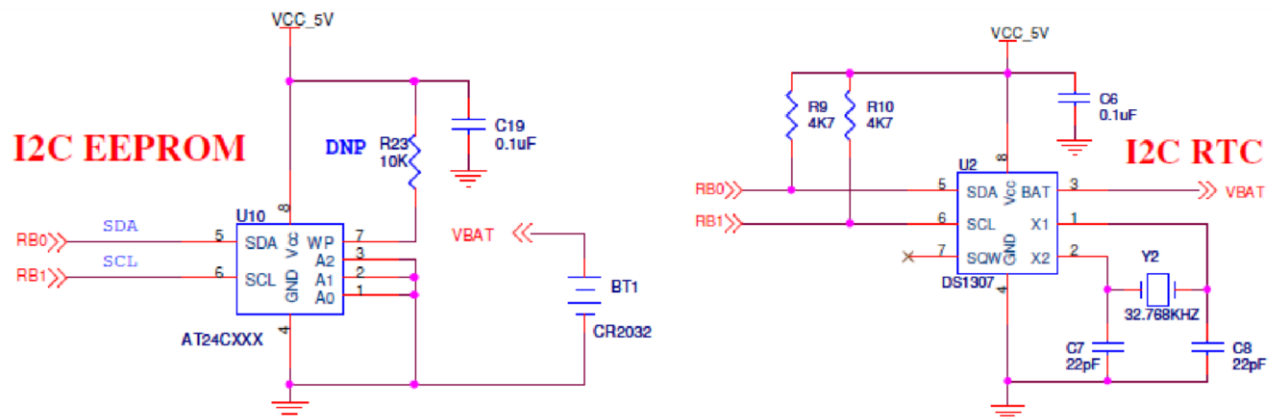 VCC_5V
I2C EEPROM
DNP
R23
10K
C19
0.1uF
U10
8
RB0
SDA
5
SDA
Vcc
WP
7
A2
3
RB1
SCL
6
SCL
GND
A1
2
A0
1
4
AT24CXXX
VBAT
BT1
CR2032
VCC_5V
R9
4K7
R10
4K7
C6
0.1uF
I2C RTC
U2
8
RB0
5
SDA
Vcc
BAT
3
VBAT
RB1
6
SCL
X1
1
7
SQW
GND
X2
2
DS1307
4
Y2
32.768KHZ
C7
22pF
C8
22pF